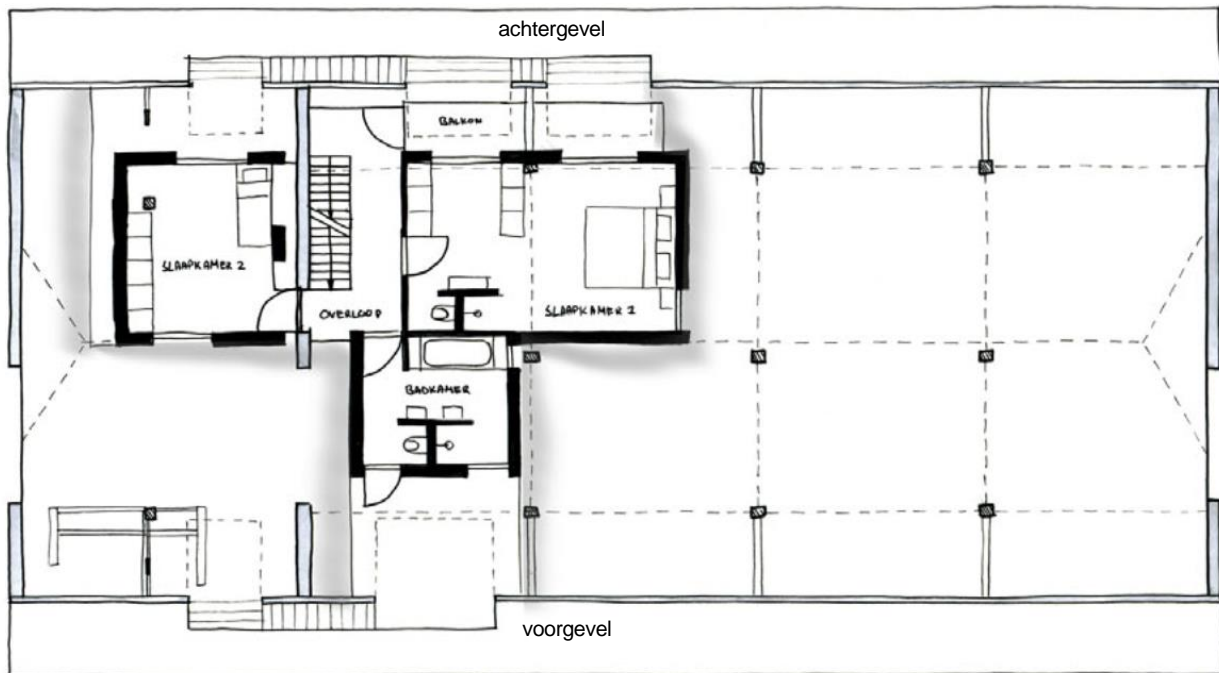 achtergevel
BALKON
SLAAPKAMER 2
OVERLOOP
SLAAPKAMER 1
BADKAMER
voorgevel